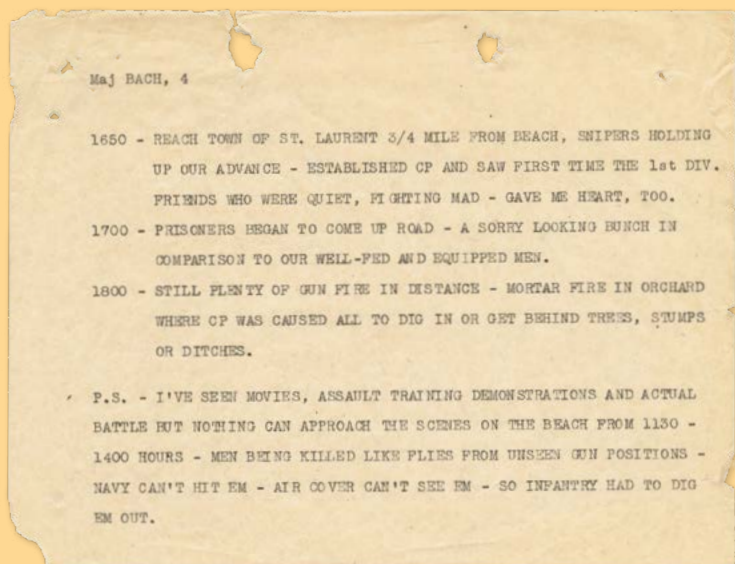 Maj BACH, 4
1650 - REACH TOWN OF ST. LAURENT 3/4 MILE FROM BEACH, SNIPERS HOLDING
UP OUR ADVANCE - ESTABLISHED CP AND SAW FIRST TIME THE 1st DIV.
FRIENDS WHO WERE QUIET, FIGHTING MAD - GAVE ME HEART, TOO.
1700 - PRISONERS BEGAN TO COME UP ROAD - A SORRY LOOKING BUNCH IN
COMPARISON TO OUR WELL-FED AND EQUIPPED MEN.
1800 - STILL PLENTY OF GUN FIRE IN DISTANCE - MORTAR FIRE IN ORCHARD
WHERE CP WAS CAUSED ALL TO DIG IN OR GET BEHIND TREES, STUMPS
OR DITCHES.
P.S. - I'VE SEEN MOVIES, ASSAULT TRAINING DEMONSTRATIONS AND ACTUAL
BATTLE BUT NOTHING CAN APPROACH THE SCENES ON THE BEACH FROM 1130 -
1400 HOURS - MEN BEING KILLED LIKE FLIES FROM UNSEEN GUN POSITIONS -
NAVY CAN'T HIT EM - AIR COVER CAN'T SEE EM - SO INFANTRY HAD TO DIG
EM OUT.